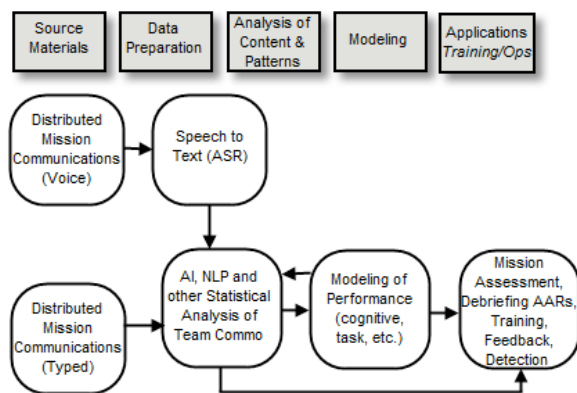 Source
Materials
Data
Preparation
Analysis of
Content &
Patterns
Modeling
Applications
Training/Ops
Distributed
Mission
Communications
(Voice)
Speech to
Text (ASR)
Distributed
Mission
Communications
(Typed)
AI, NLP and
other Statistical
Analysis of
Team Commo
Modeling of
Performance
(cognitive,
task, etc.)
Mission
Assessment,
Debriefing AARs,
Training,
Feedback,
Detection